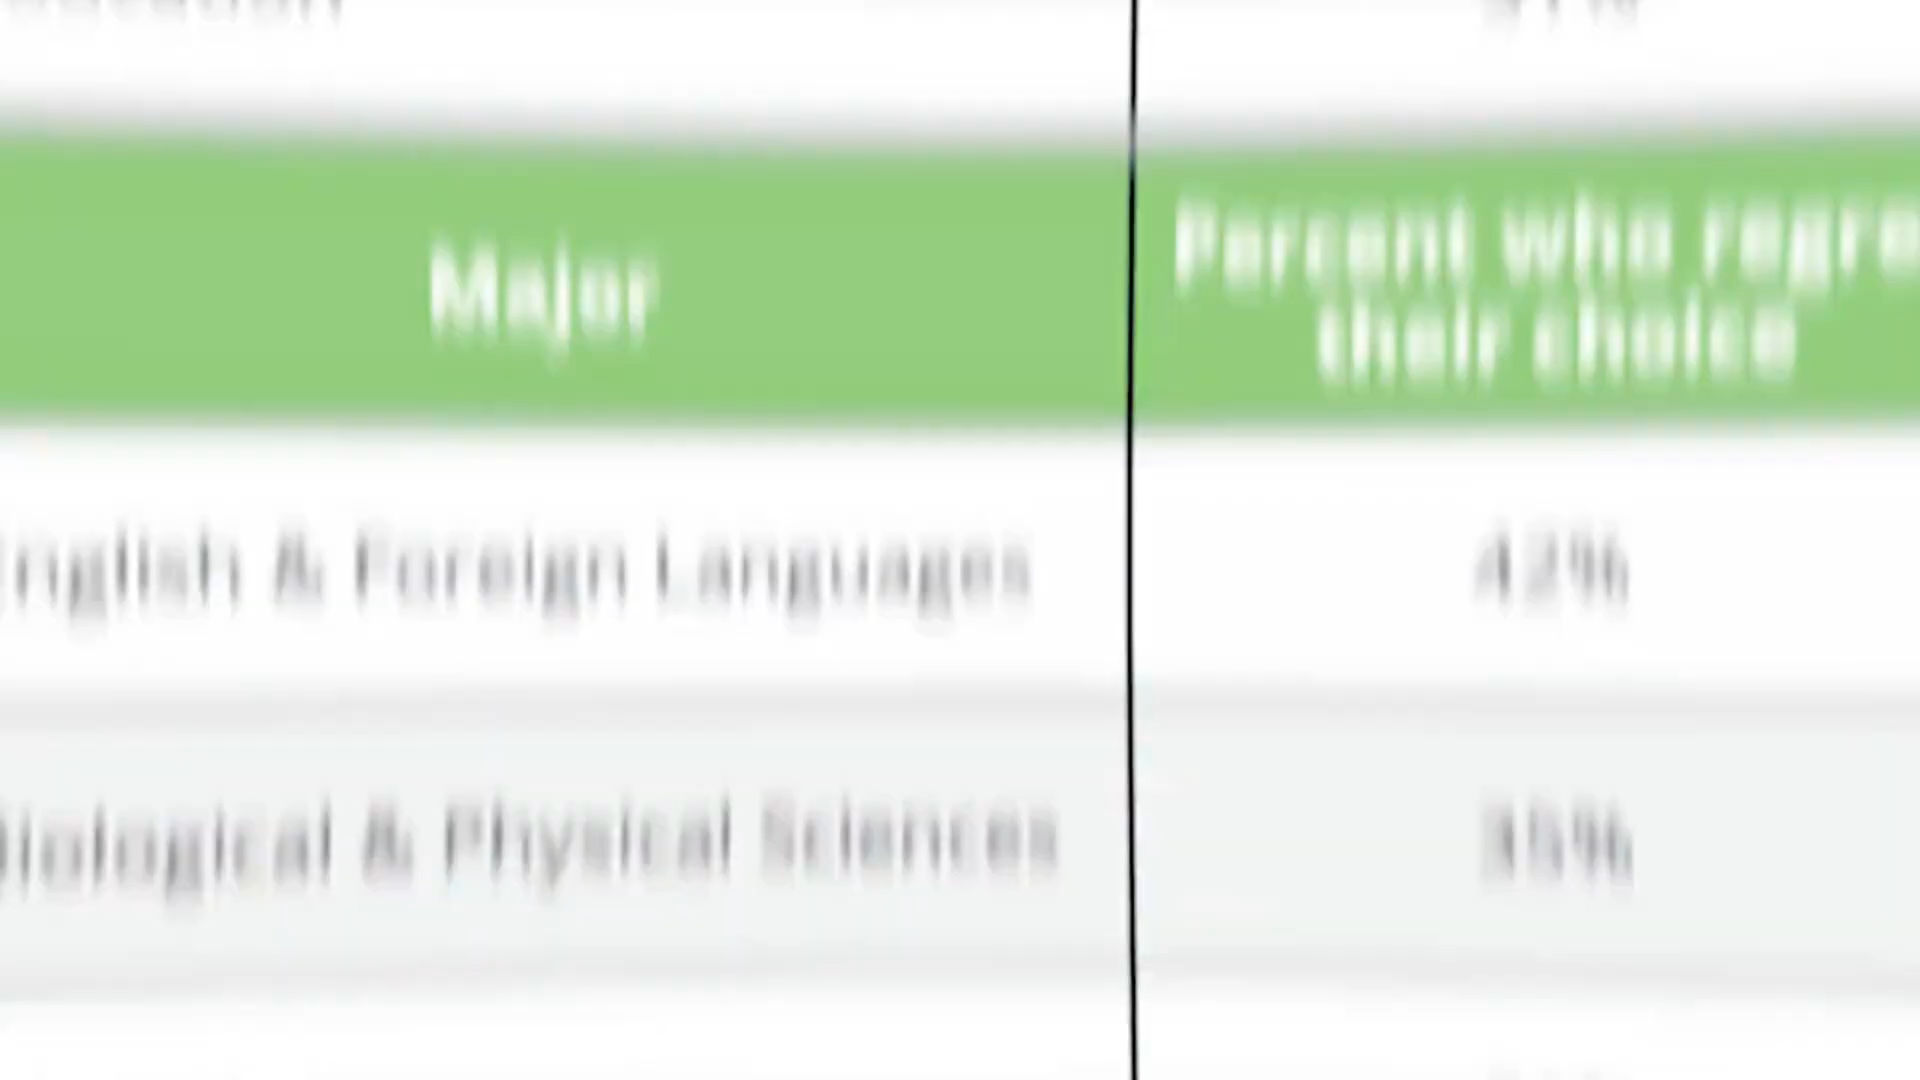 Major
Percent who regre
their choice
nglish & Foreign Languages
42%
iological & Physical Sciences
35%